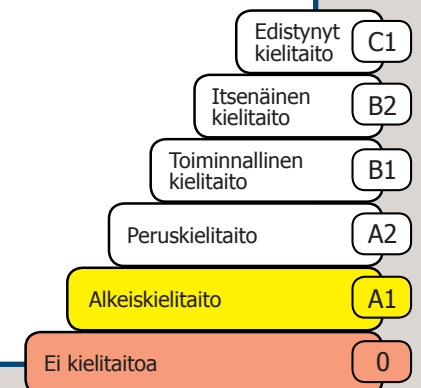 Edistynyt
kielitaito
C1
Itsenäinen
kielitaito
B2
Toiminnallinen
kielitaito
B1
Peruskielitaito
A2
Alkeiskielitaito
A1
Ei kielitaitoa
0